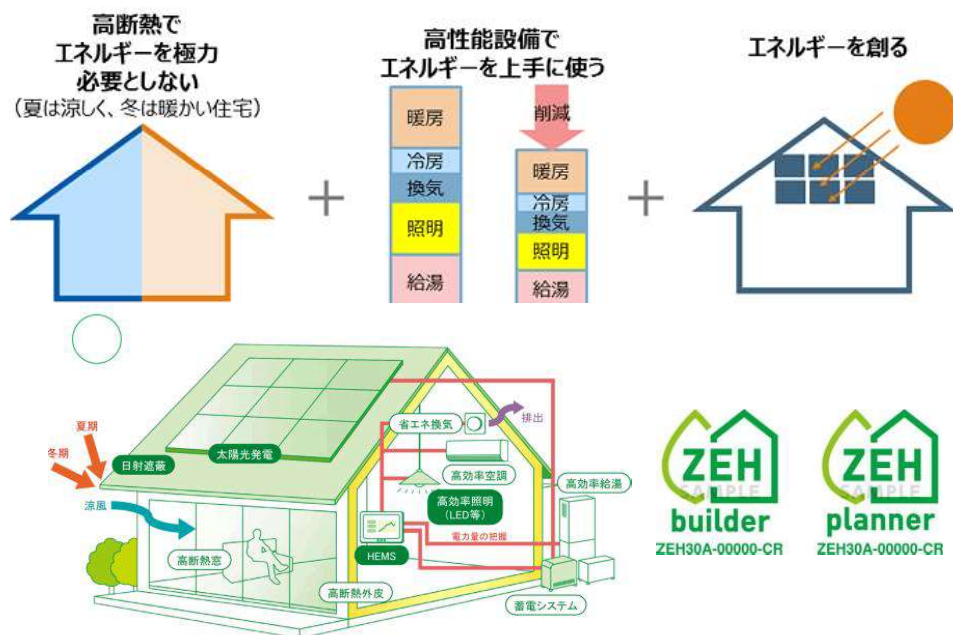 高断熱で
エネルギーを極力
必要としない
（夏は涼しく、冬は暖かい住宅）
高性能設備で
エネルギーを上手に使う
エネルギーを創る
暖房
冷房
換気
照明
給湯
削減
暖房
冷房
換気
照明
給湯
夏期
冬期
日射遮蔽
太陽光発電
涼風
高断熱窓
省エネ換気
排出
高効率空調
高効率照明
（LED等）
高効率給湯
電力量の把握
HEMS
高断熱外皮
蓄電システム
ZEH
SAMPLE
builder
ZEH30A-00000-CR
ZEH
SAMPLE
planner
ZEH30A-00000-CR